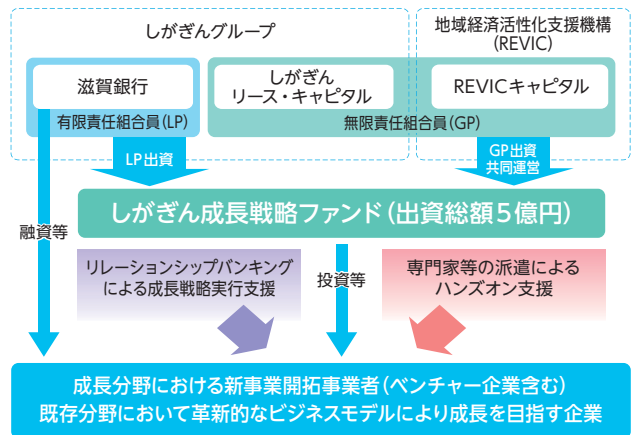 しがぎんグループ
地域経済活性化支援機構
(REVIC)
滋賀銀行
しがぎん
リース・キャピタル
REVICキャピタル
有限責任組合員(LP)
無限責任組合員(GP)
LP出資
GP出資
共同運営
しがぎん成長戦略ファンド(出資総額5億円)
融資等
リレーションシップバンキング
による成長戦略実行支援
投資等
専門家等の派遣による
ハンズオン支援
成長分野における新事業開拓事業者(ベンチャー企業含む)
既存分野において革新的なビジネスモデルにより成長を目指す企業